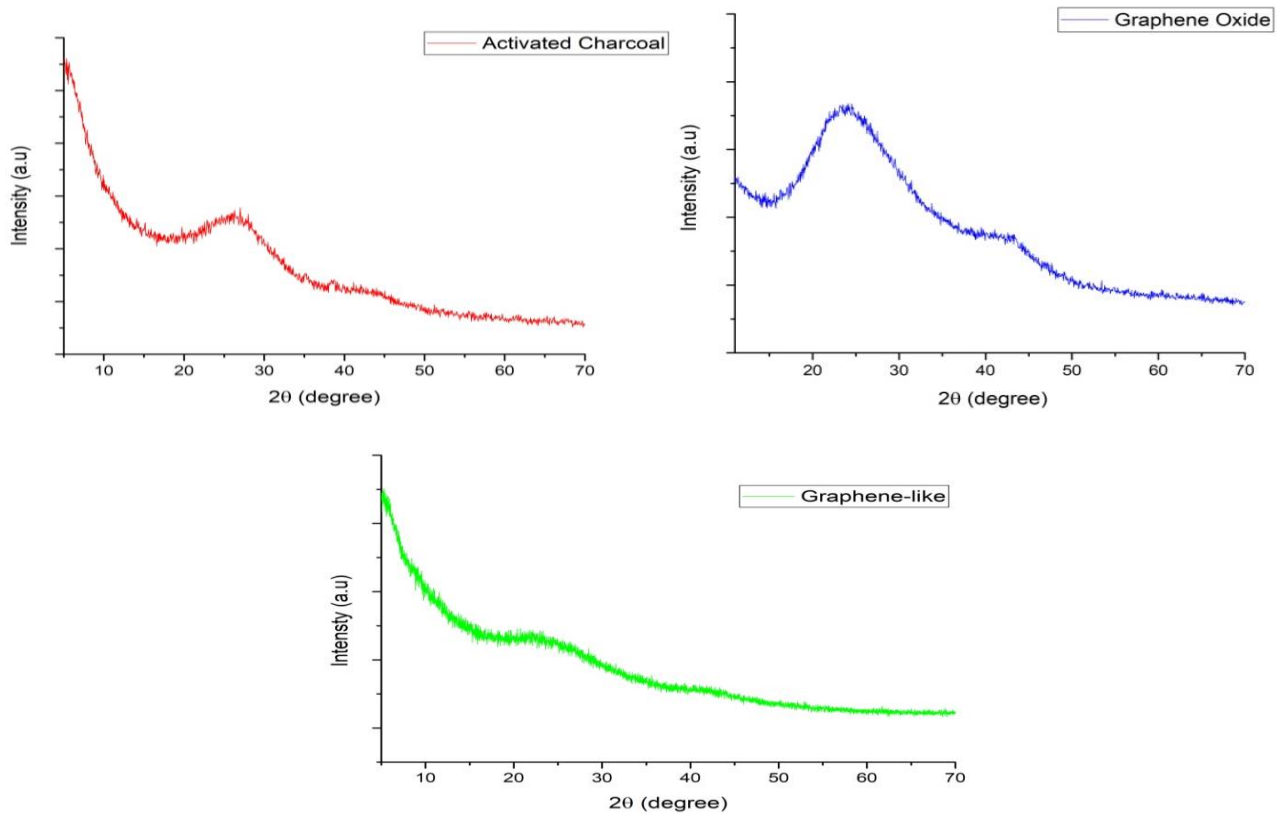 Activated Charcoal
Intensity (a.u)
10 20 30 40 50 60 70
2θ (degree)
Graphene Oxide
Intensity (a.u)
20 30 40 50 60 70
2θ (degree)
Graphene-like
Intensty (a.u)
10 20 30 40 50 60 70
2θ (degree)